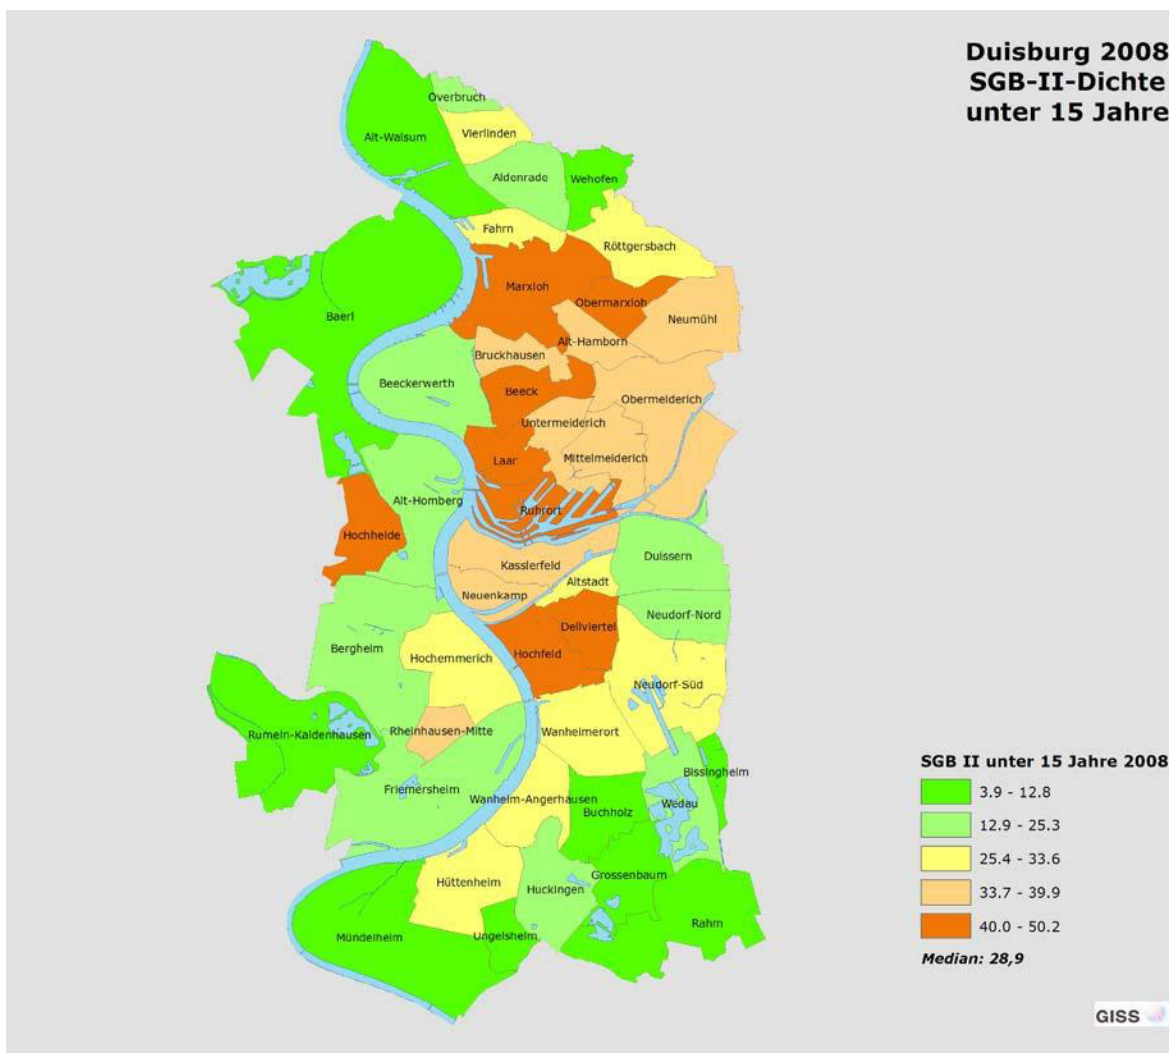 Duisburg 2008
SGB-II-Dichte
unter 15 Jahre
Overbruch
Alt-Walsum
Vierlinden
Aldenrade
Wehofen
Fahrn
Röttgersbach
Marxloh
Obermarxloh
Baerl
Neumühl
Alt-Hamborn
Bruckhausen
Beeckerwerth
Beeck
Obermeiderich
Untermeiderich
Laar
Mittelmeiderich
Alt-Homberg
Ruhrort
Hochheide
Duissern
Kasslerfeld
Altstadt
Neuenkamp
Neudorf-Nord
Dellviertel
Bergheim
Hochemmerich
Hochfeld
Neudorf-Süd
Rheinhausen-Mitte
Rumeln-Kaldenhausen
Wanheimerort
Bissingheim
Friemersheim
Wanheim-Angerhausen
Wedau
Buchholz
Grossenbaum
Hüttenheim
Huckingen
Rahm
Mündelheim
Ungelsheim
SGB II unter 15 Jahre 2008
3.9 - 12.8
12.9 - 25.3
25.4 - 33.6
33.7 - 39.9
40.0 - 50.2
Median: 28,9
GISS